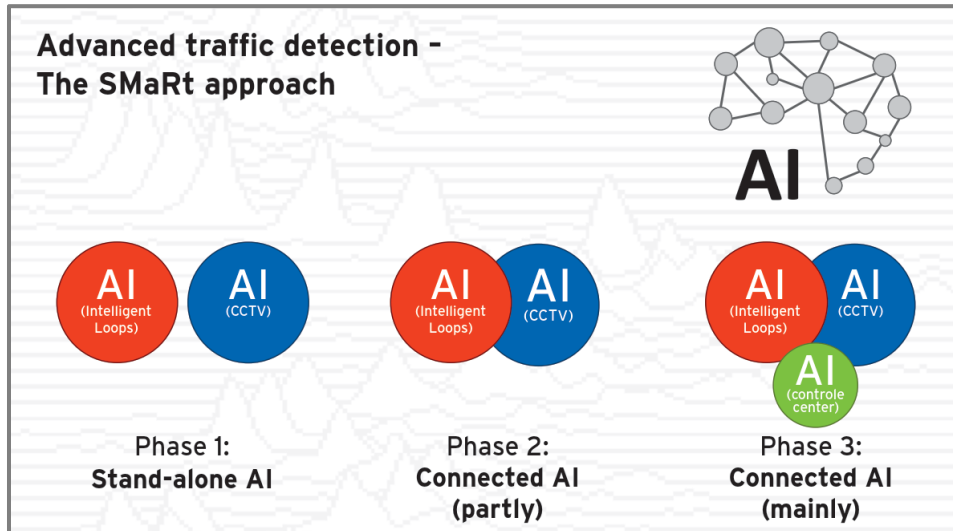 Advanced traffic detection –
The SMaRt approach
AI
AI
(Intelligent
Loops)
AI
(CCTV)
Phase 1:
Stand-alone AI
AI
(Intelligent
Loops)
AI
(CCTV)
Phase 2:
Connected AI
(partly)
AI
(Intelligent
Loops)
AI
(CCTV)
AI
(controle
center)
Phase 3:
Connected AI
(mainly)